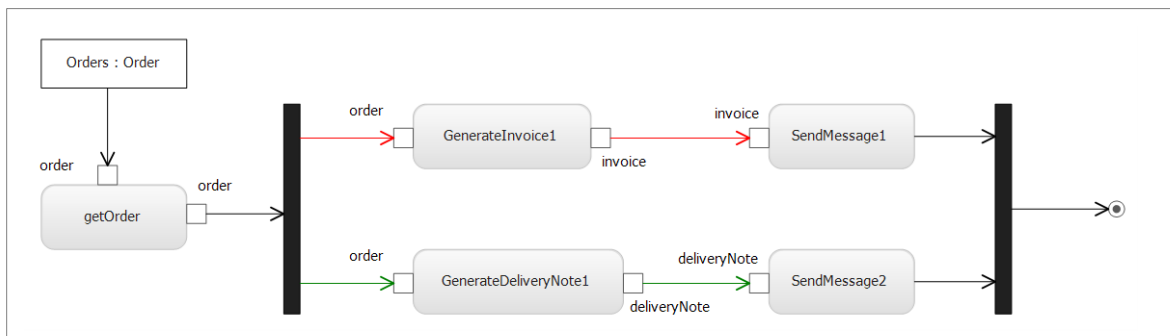 Orders : Order
order
order
getOrder
order
GenerateInvoice1
invoice
invoice
SendMessage1
order
GenerateDeliveryNote1
deliveryNote
deliveryNote
SendMessage2